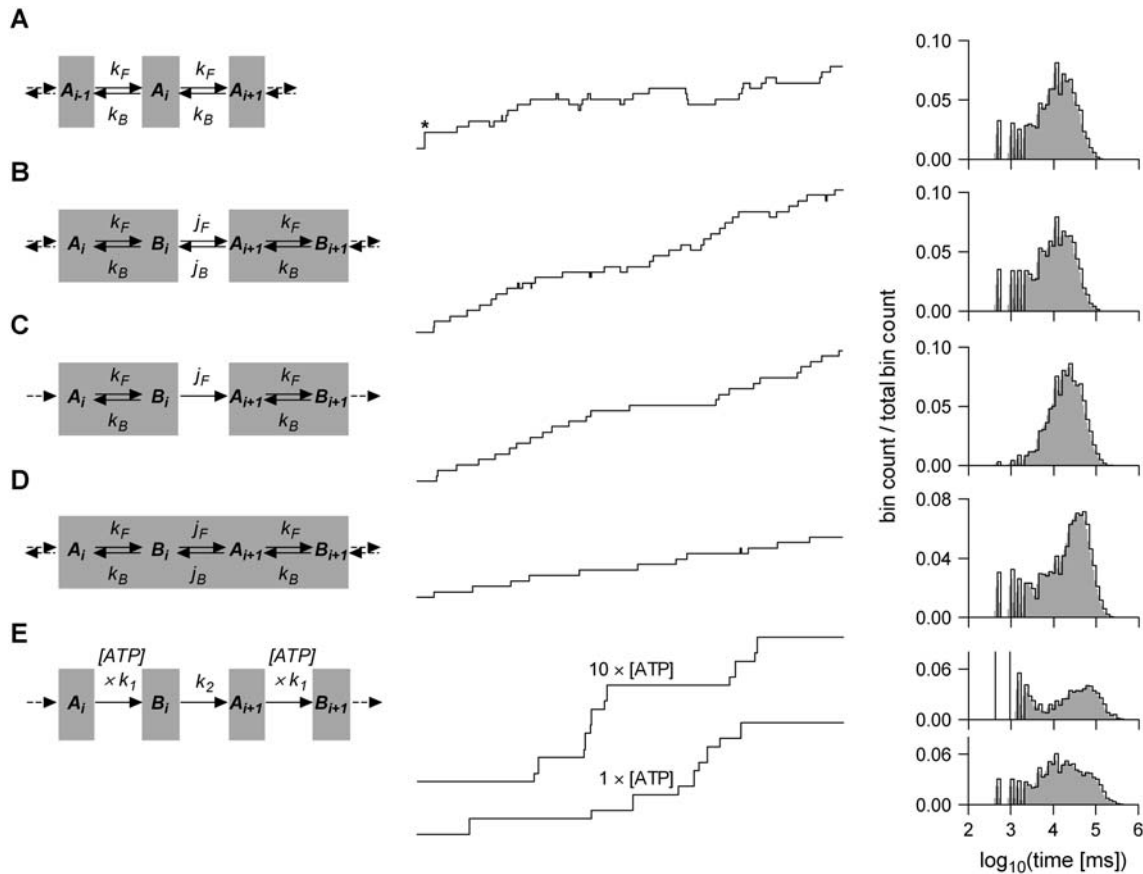 A
k_F k_F
A_{i-1} A_i A_{i+1}
k_B k_B
*
0.10
0.05
0.00
B
k_F j_F k_F
A_i B_i A_{i+1} B_{i+1}
k_B j_B k_B
0.10
0.05
0.00
C
k_F j_F k_F
A_i B_i A_{i+1} B_{i+1}
k_B k_B
0.10
0.05
0.00
D
k_F j_F k_F
A_i B_i A_{i+1} B_{i+1}
k_B j_B k_B
0.08
0.04
0.00
bin count / total bin count
E
[ATP] [ATP]
× k_1 k_2 × k_1
A_i B_i A_{i+1} B_{i+1}
10 × [ATP]
1 × [ATP]
0.06
0.00
0.06
0.00
2 3 4 5 6
log_{10}(time [ms])